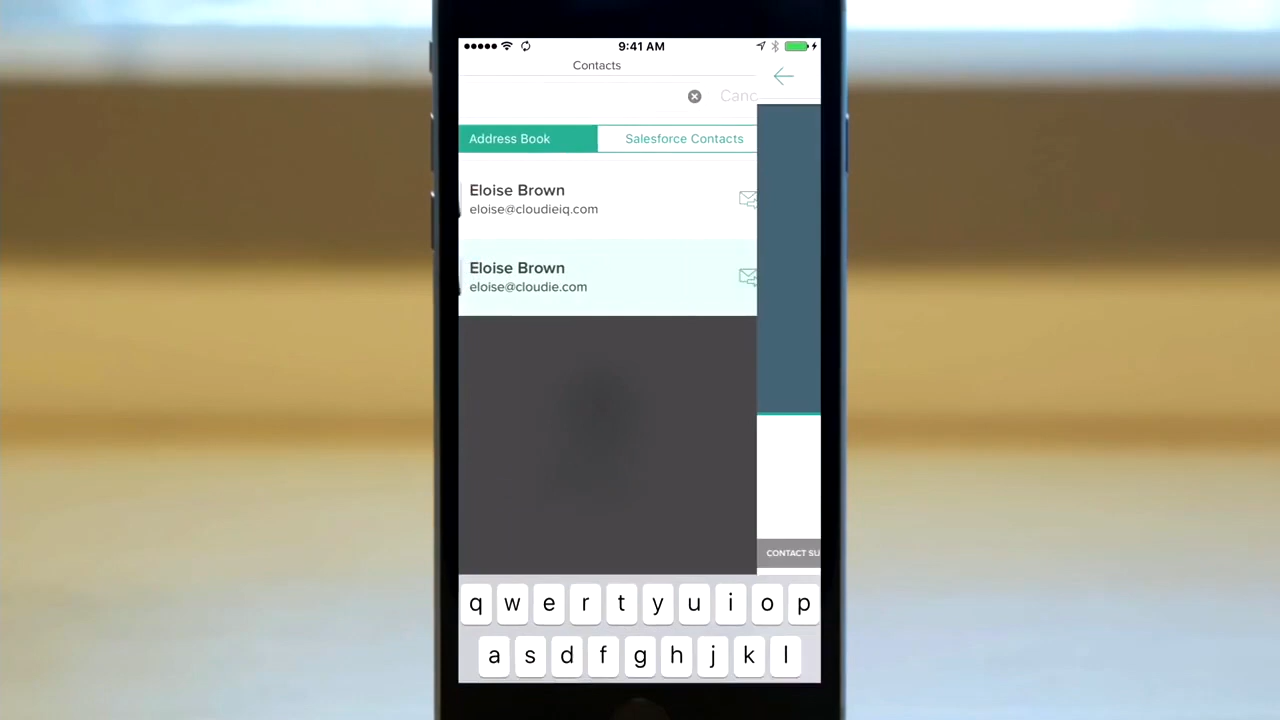 9:41 AM
Contacts
Canc
Address Book
Salesforce Contacts
Eloise Brown
eloise@cloudieiq.com
Eloise Brown
eloise@cloudie.com
CONTACT SU
q w e r t y u i o p
a s d f g h j k l